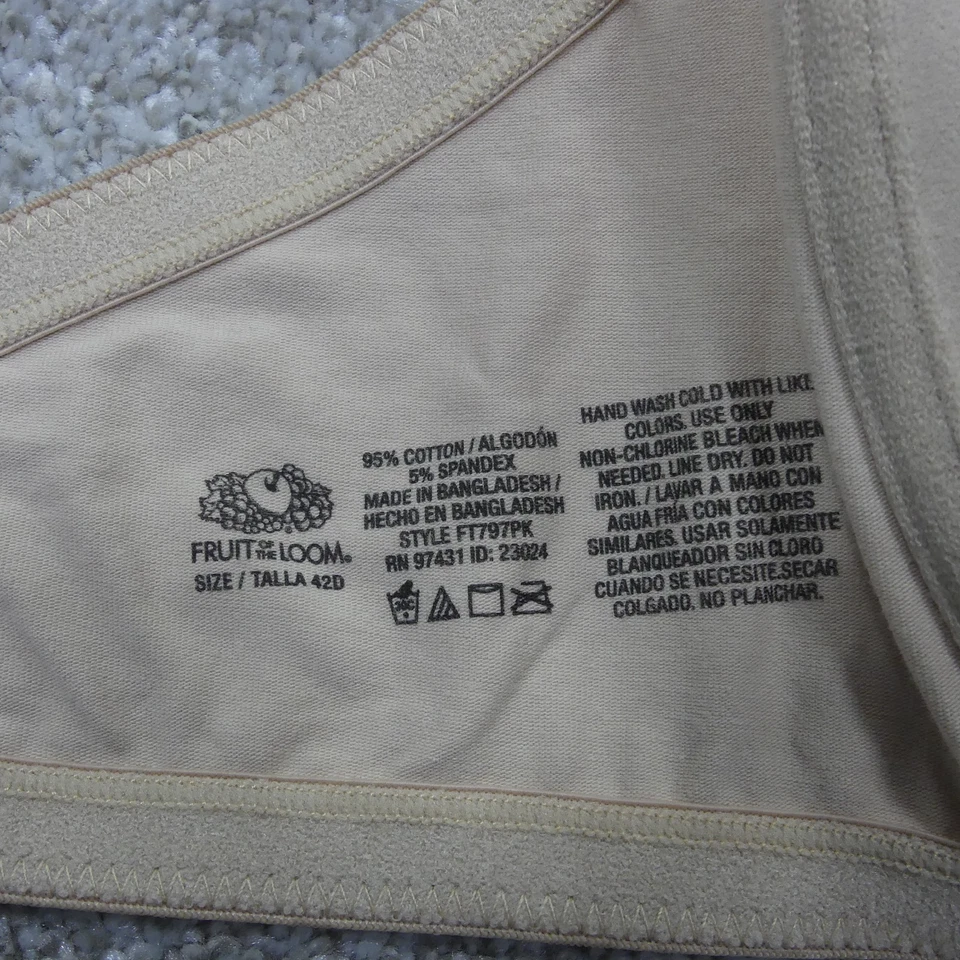 FRUIT OF THE LOOM®
SIZE / TALLA 42D
95% COTTON / ALGODÓN
5% SPANDEX
MADE IN BANGLADESH /
HECHO EN BANGLADESH
STYLE FT797PK
RN 97431 ID: 23024
30C
HAND WASH COLD WITH LIKE
COLORS. USE ONLY
NON-CHLORINE BLEACH WHEN
NEEDED. LINE DRY. DO NOT
IRON. / LAVAR A MANO CON
AGUA FRÍA CON COLORES
SIMILARES. USAR SOLAMENTE
BLANQUEADOR SIN CLORO
CUANDO SE NECESITE.SECAR
COLGADO. NO PLANCHAR.